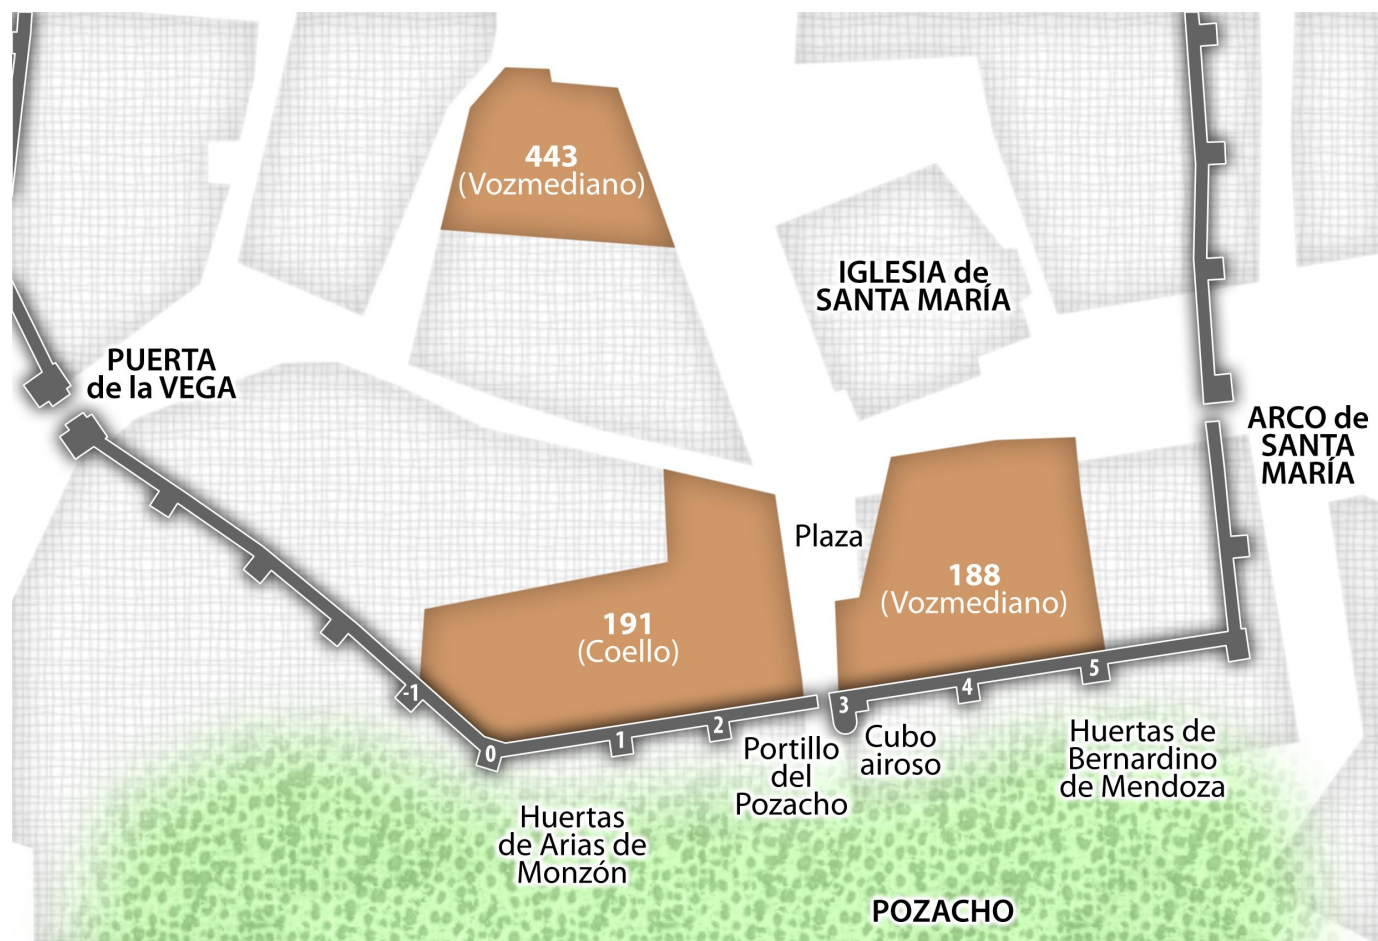 443
(Vozmediano)
IGLESIA de
SANTA MARÍA
PUERTA
de la VEGA
ARCO de
SANTA
MARÍA
Plaza
188
(Vozmediano)
191
(Coello)
-1
0
1
2
3
4
5
Portillo
del
Pozacho
Cubo
airoso
Huertas de
Bernardino
de Mendoza
Huertas
de Arias de
Monzón
POZACHO